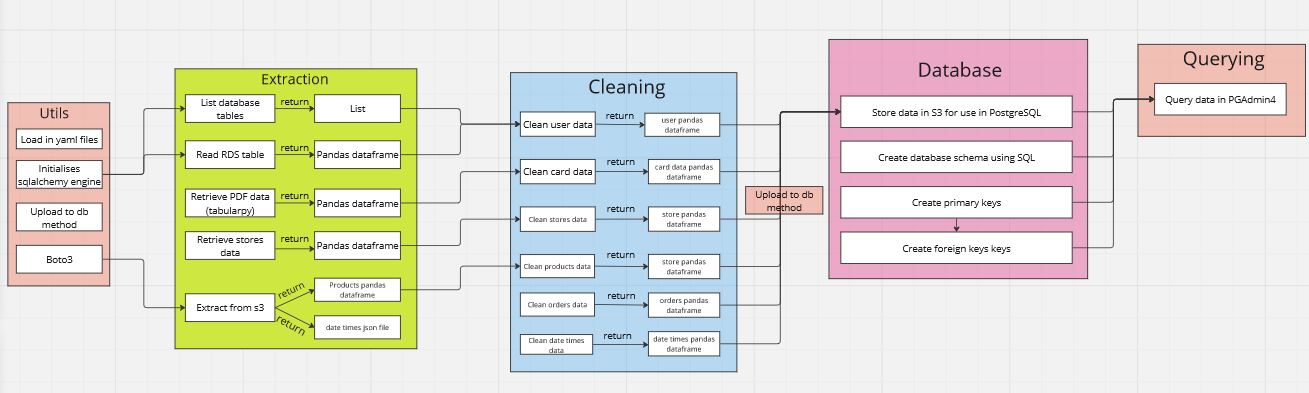 Utils
Load in yaml files
Initialises
sqlalchemy engine
Upload to db
method
Boto3
Extraction
List database
tables
return
List
Read RDS table
return
Pandas dataframe
Retrieve PDF data
(tabularpy)
return
Pandas dataframe
Retrieve stores
data
return
Pandas dataframe
Extract from s3
return
Products pandas
dataframe
return
date times json file
Cleaning
Clean user data
return
user pandas
dataframe
Clean card data
return
card data pandas
dataframe
Clean stores data
return
store pandas
dataframe
Clean products data
return
store pandas
dataframe
Clean orders data
return
orders pandas
dataframe
Clean date times
data
return
date times pandas
dataframe
Upload to db
method
Database
Store data in S3 for use in PostgreSQL
Create database schema using SQL
Create primary keys
Create foreign keys keys
Querying
Query data in PGAdmin4